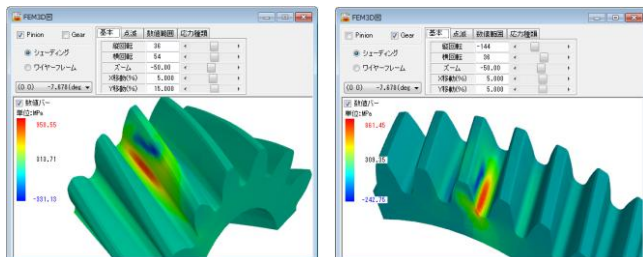 FEM3D図
Pinion
Gear
シェーディング
ワイヤーフレーム
(0 0) -7.678(deg
基本 点滅 数値範囲 応力種類
縦回転 36
横回転 54
ズーム -50.00
X移動(%) 5.000
Y移動(%) 15.000
数値バー
単位:MPa
313.71
FEM3D図
Pinion
Gear
シェーディング
ワイヤーフレーム
(0 0) -7.678(deg
基本 点滅 数値範囲 応力種類
縦回転 -144
横回転 36
ズーム -50.00
X移動(%) 5.000
Y移動(%) 5.000
数値バー
単位:MPa
861.45
309.35
-242.75